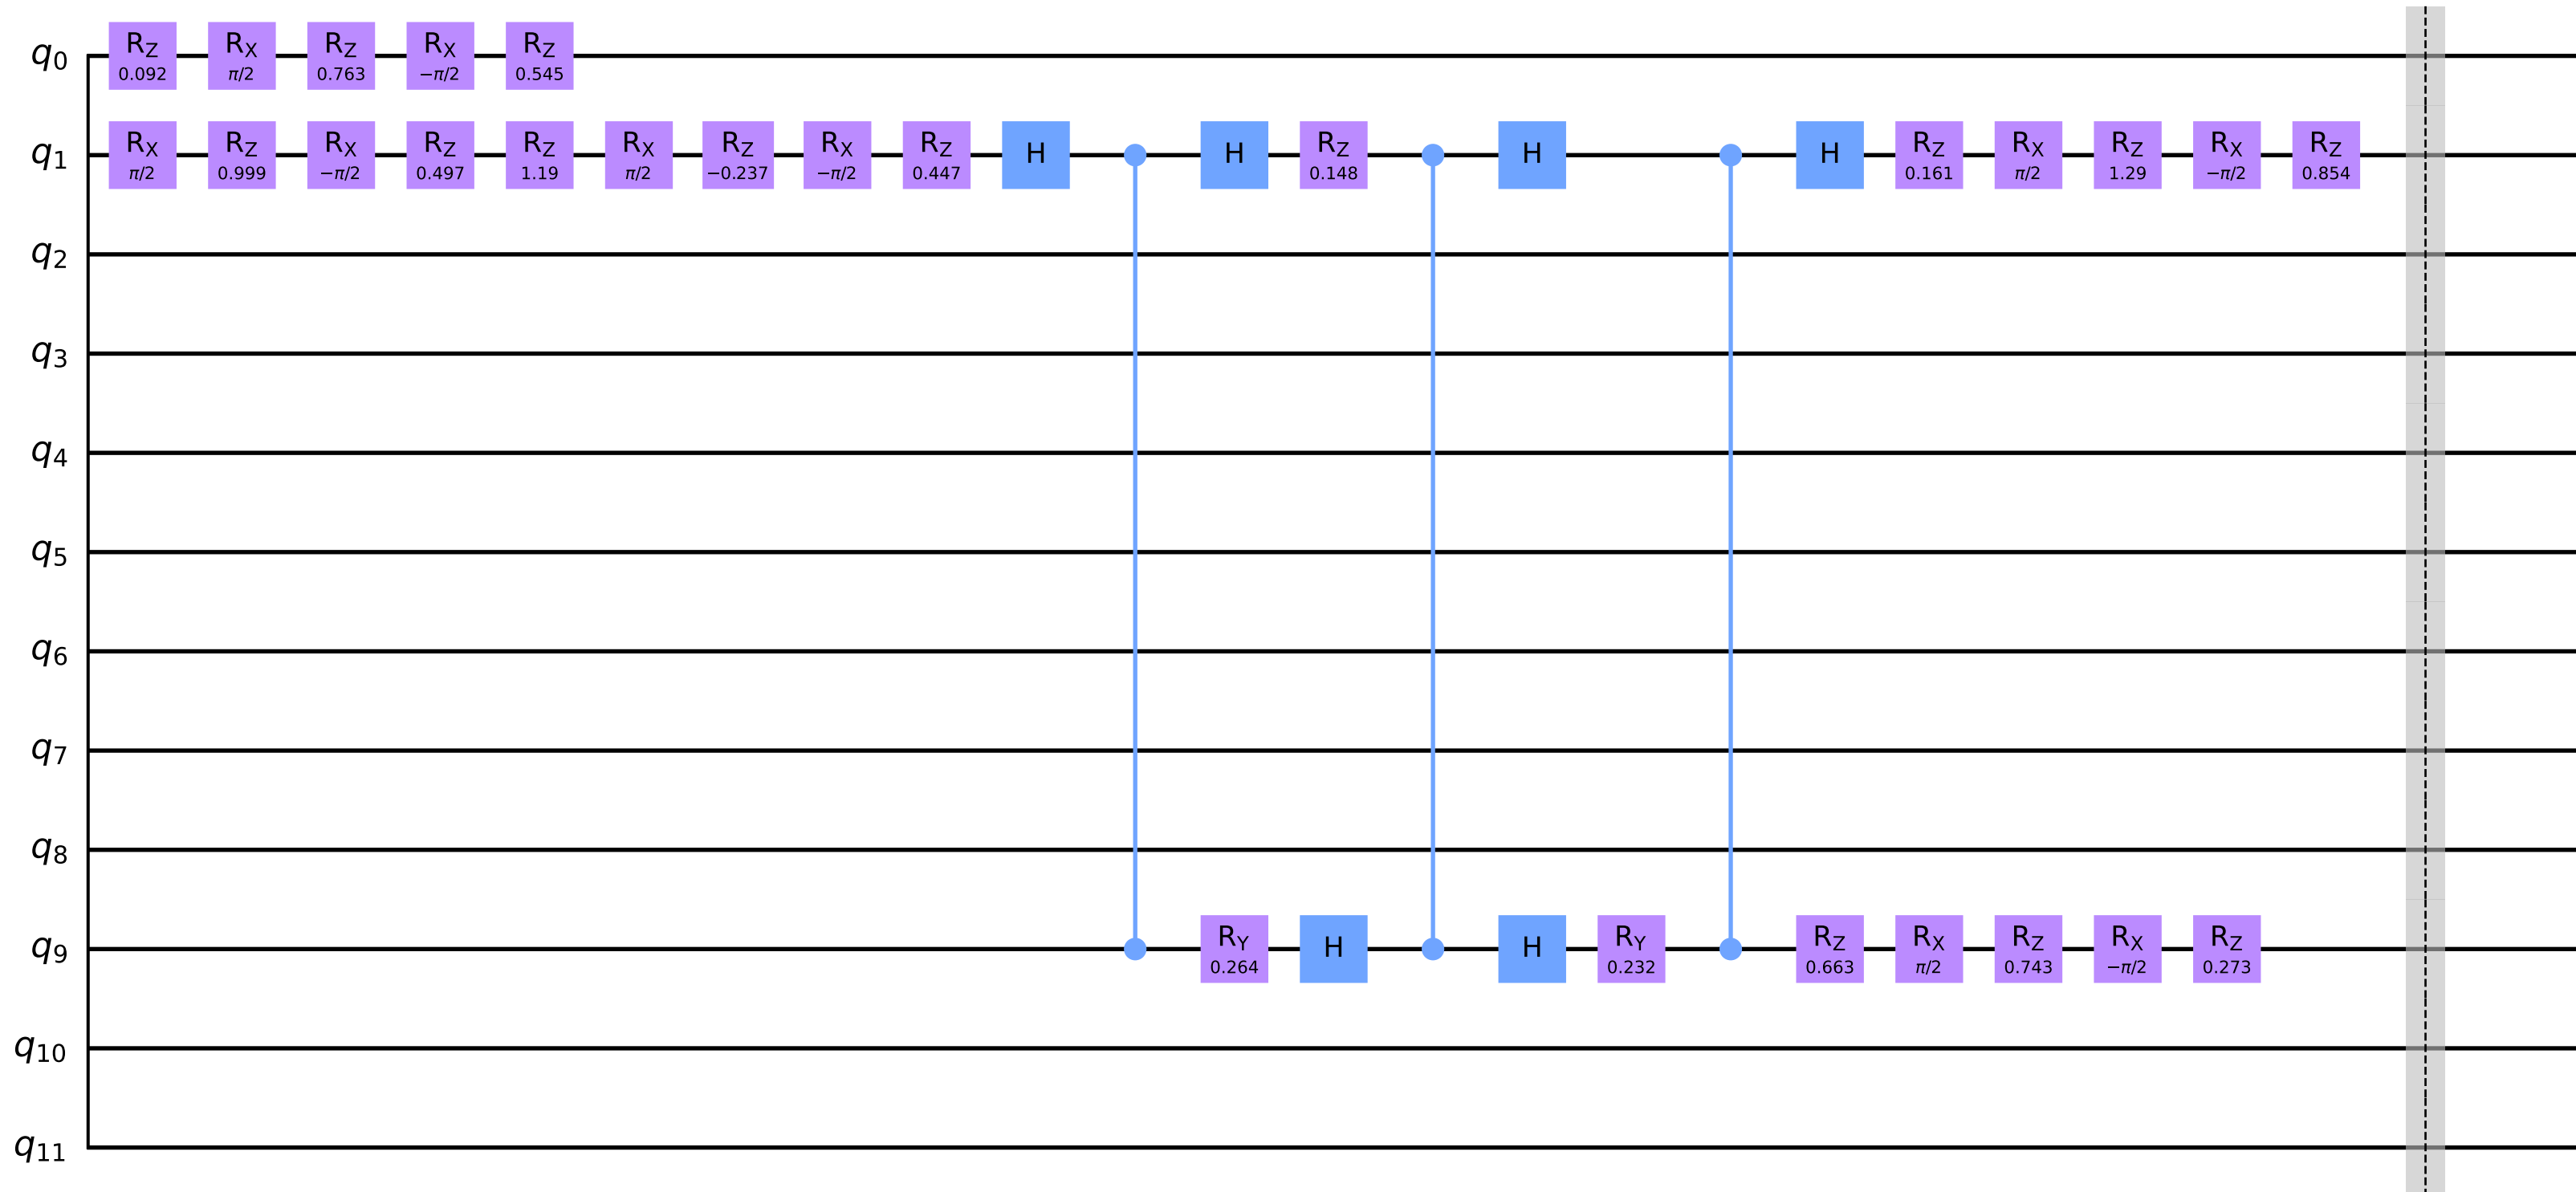 q0 RZ 0.092 RX π/2 RZ 0.763 RX −π/2 RZ 0.545
q1 RX π/2 RZ 0.999 RX −π/2 RZ 0.497 RZ 1.19 RX π/2 RZ −0.237 RX −π/2 RZ 0.447 H H RZ 0.148 H H RZ 0.161 RX π/2 RZ 1.29 RX −π/2 RZ 0.854
q2
q3
q4
q5
q6
q7
q8
q9 RY 0.264 H H RY 0.232 RZ 0.663 RX π/2 RZ 0.743 RX −π/2 RZ 0.273
q10
q11